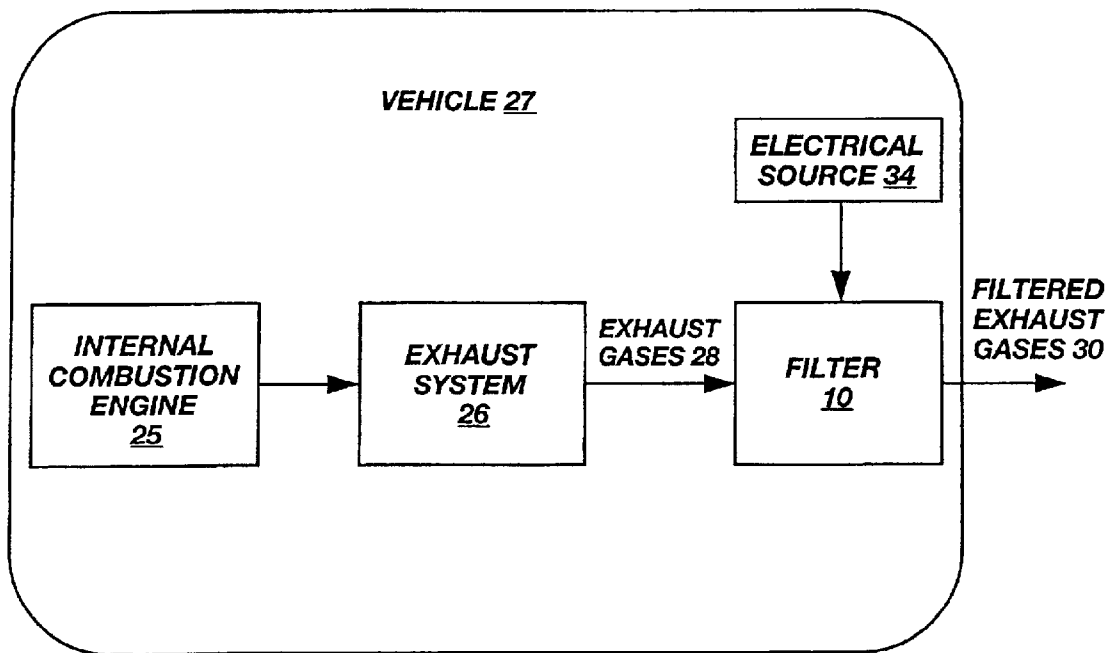 VEHICLE 27
ELECTRICAL
SOURCE 34
INTERNAL
COMBUSTION
ENGINE
25
EXHAUST
SYSTEM
26
EXHAUST
GASES 28
FILTER
10
FILTERED
EXHAUST
GASES 30